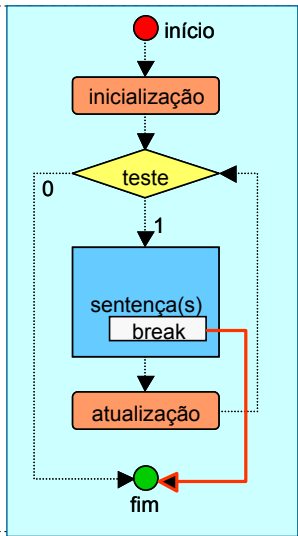 início
inicialização
teste
0
1
sentença(s)
break
atualização
fim